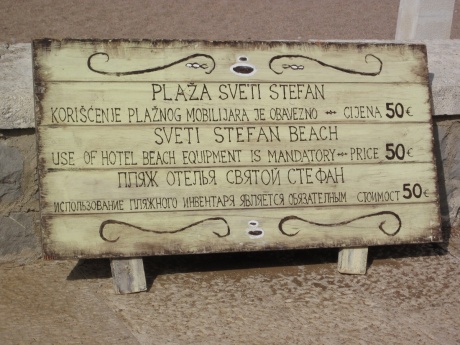 PLAŽA SVETI STEFAN
KORIŠĆENJE PLAŽNOG MOBILIJARA JE OBAVEZNO ~ CIJENA 50 €
SVETI STEFAN BEACH
USE OF HOTEL BEACH EQUIPMENT IS MANDATORY ~ PRICE 50 €
ПЛЯЖ ОТЕЛЬЯ СВЯТОЙ СТЕФАН
ИСПОЛЬЗОВАНИЕ ПЛЯЖНОГО ИНВЕНТАРЯ ЯВЛЯЕТСЯ ОБЯЗАТЕЛЬНЫМ СТОИМОСТ 50 €